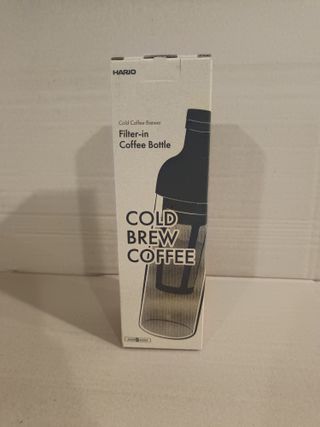 HARIO
Cold Coffee Brewer
Filter-in
Coffee Bottle
COLD
BREW
COFFEE